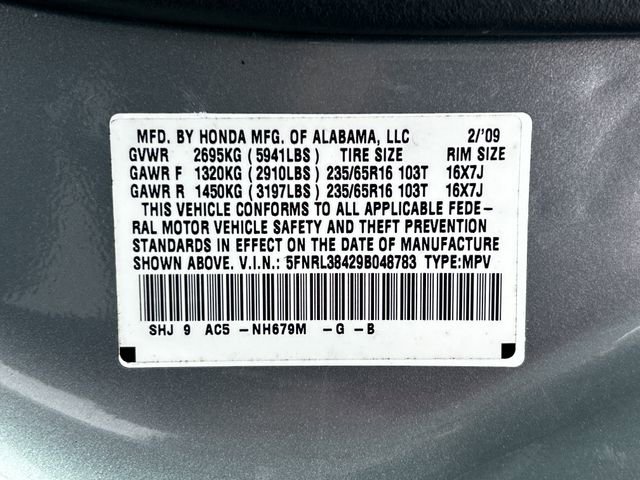 MFD. BY HONDA MFG. OF ALABAMA, LLC 2/'09
GVWR 2695KG (5941LBS) TIRE SIZE RIM SIZE
GAWR F 1320KG (2910LBS) 235/65R16 103T 16X7J
GAWR R 1450KG (3197LBS) 235/65R16 103T 16X7J
THIS VEHICLE CONFORMS TO ALL APPLICABLE FEDE-
RAL MOTOR VEHICLE SAFETY AND THEFT PREVENTION
STANDARDS IN EFFECT ON THE DATE OF MANUFACTURE
SHOWN ABOVE. V.I.N.: 5FNRL38429B048783 TYPE:MPV
SHJ 9 AC5 -NH679M -G -B